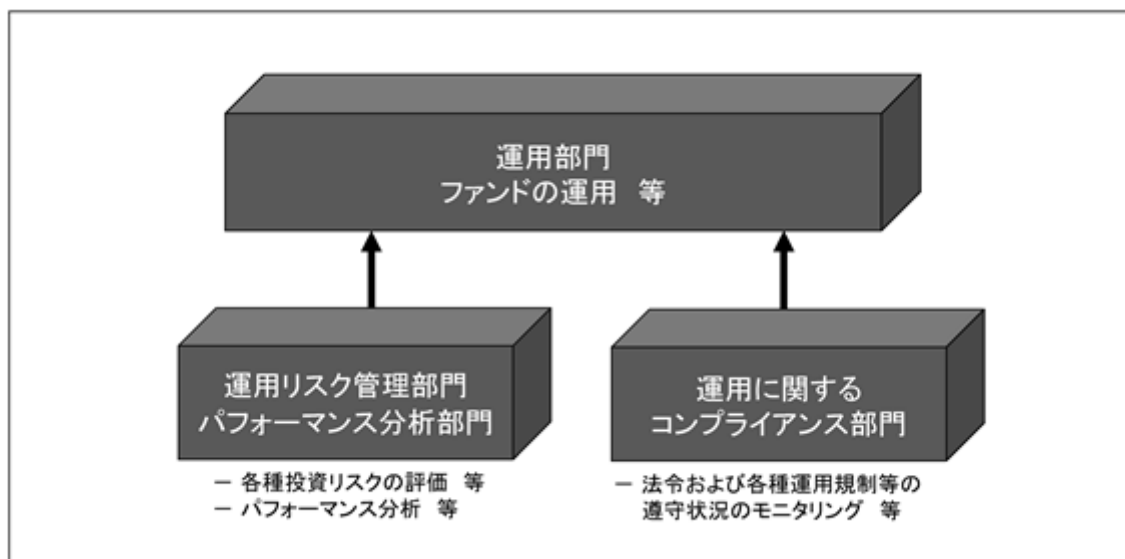 運用部門
ファンドの運用　等
運用リスク管理部門
パフォーマンス分析部門
運用に関する
コンプライアンス部門
－ 各種投資リスクの評価　等
－ パフォーマンス分析　等
－ 法令および各種運用規制等の
遵守状況のモニタリング　等